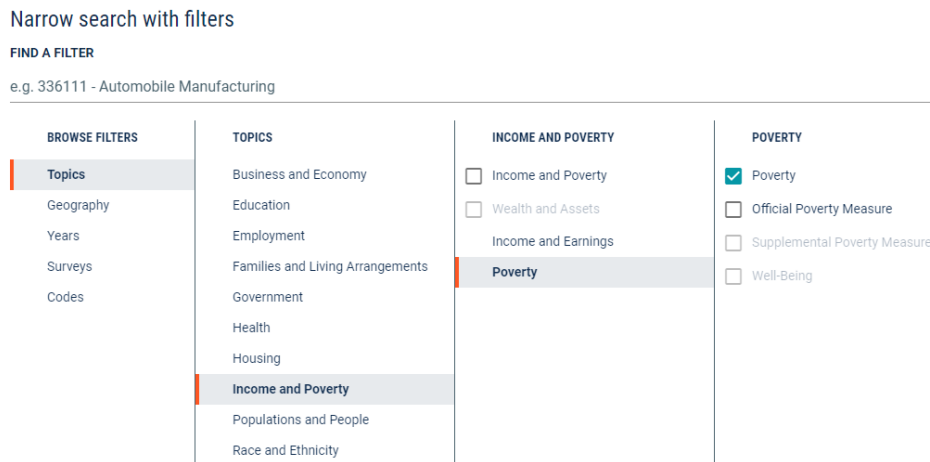 Narrow search with filters
FIND A FILTER
e.g. 336111 - Automobile Manufacturing
BROWSE FILTERS
Topics
Geography
Years
Surveys
Codes
TOPICS
Business and Economy
Education
Employment
Families and Living Arrangements
Government
Health
Housing
Income and Poverty
Populations and People
Race and Ethnicity
INCOME AND POVERTY
Income and Poverty
Wealth and Assets
Income and Earnings
Poverty
POVERTY
Poverty
Official Poverty Measure
Supplemental Poverty Measure
Well-Being